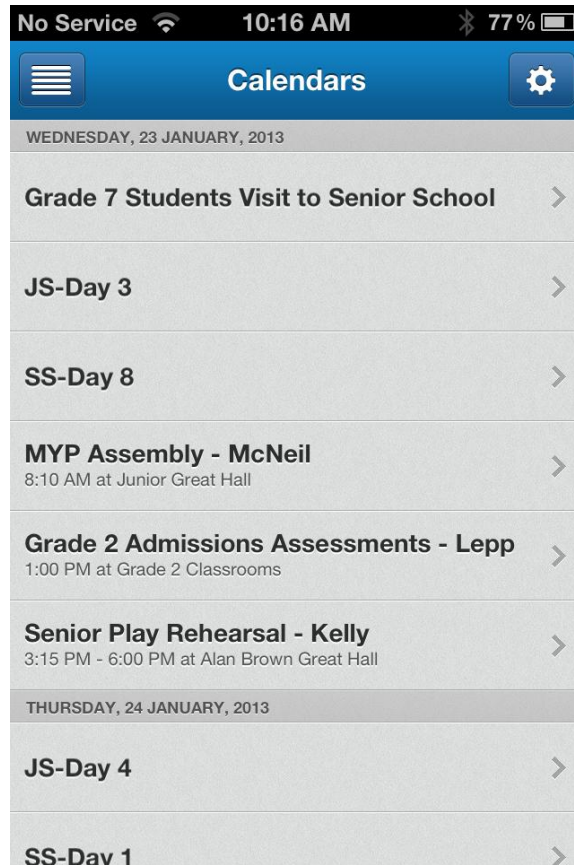 No Service 10:16 AM 77%
Calendars
WEDNESDAY, 23 JANUARY, 2013
Grade 7 Students Visit to Senior School
JS-Day 3
SS-Day 8
MYP Assembly - McNeil
8:10 AM at Junior Great Hall
Grade 2 Admissions Assessments - Lepp
1:00 PM at Grade 2 Classrooms
Senior Play Rehearsal - Kelly
3:15 PM - 6:00 PM at Alan Brown Great Hall
THURSDAY, 24 JANUARY, 2013
JS-Day 4
SS-Day 1